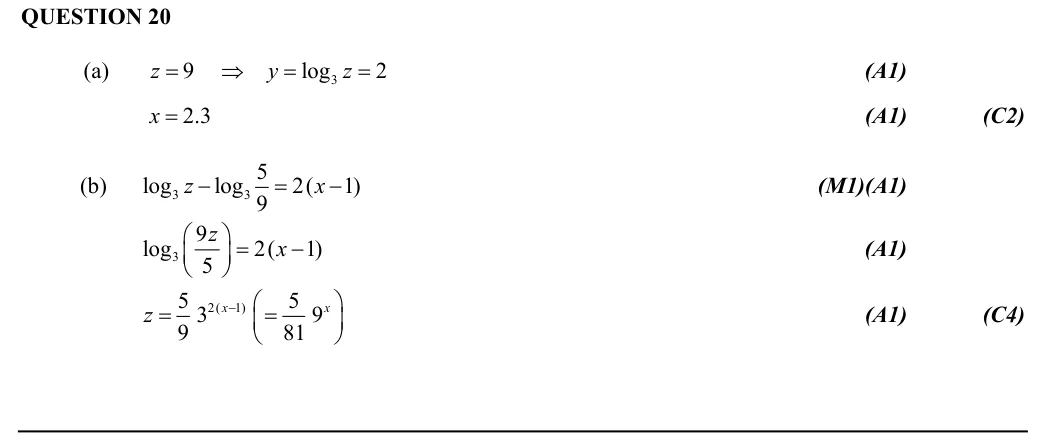 QUESTION 20
(a) z = 9 ⇒ y = log₃ z = 2 (A1)
x = 2.3 (A1) (C2)
(b) log₃ z − log₃ 5/9 = 2(x − 1) (M1)(A1)
log₃ (9z/5) = 2(x − 1) (A1)
z = 5/9 3^{2(x−1)} (= 5/81 9^x) (A1) (C4)